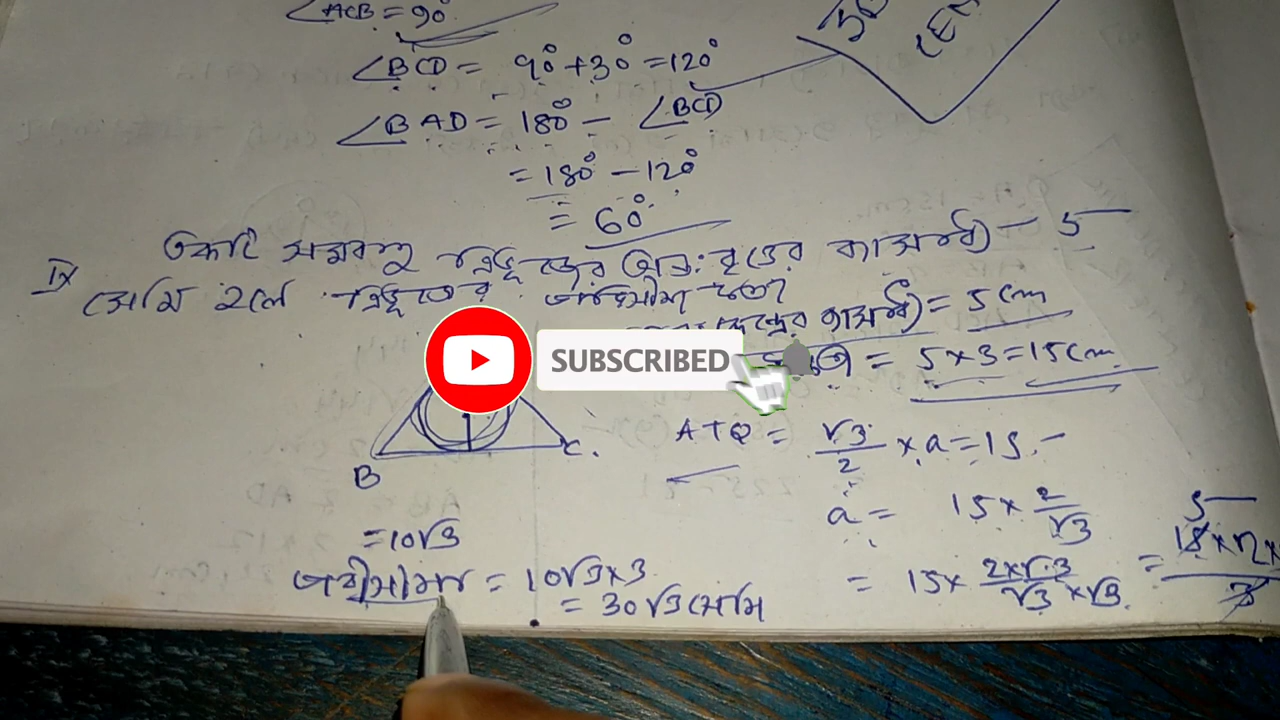 ∠ACB = 90°
∠BCD = 90° + 30° = 120°
∠BAD = 180° - ∠BCD
= 180° - 120°
= 60°
IX একটি সমবাহু ত্রিভূজের অন্তঃবৃত্তের ব্যাসার্ধ 5
সেমি হলে ত্রিভূজের পরিসীমা
ব্যাসার্ধ = 5 cm
= 5 × 3 = 15 cm
SUBSCRIBED
ATQ = √3/2 × a = 15
B C.
a = 15 × 2/√3
= 15 × 2×√3/√3×√3
= 10√3
পরীসীমা = 10√3 × 3
= 30√3 সেমি